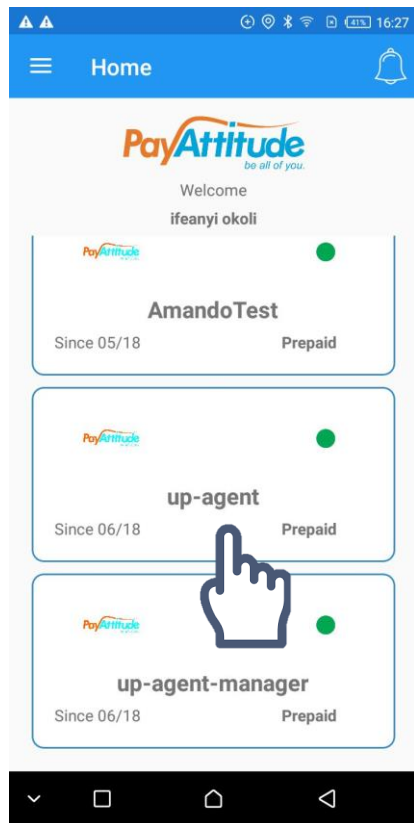 41% 16:27
Home
PayAttitude
be all of you.
Welcome
ifeanyi okoli
PayAttitude
AmandoTest
Since 05/18 Prepaid
PayAttitude
up-agent
Since 06/18 Prepaid
PayAttitude
up-agent-manager
Since 06/18 Prepaid